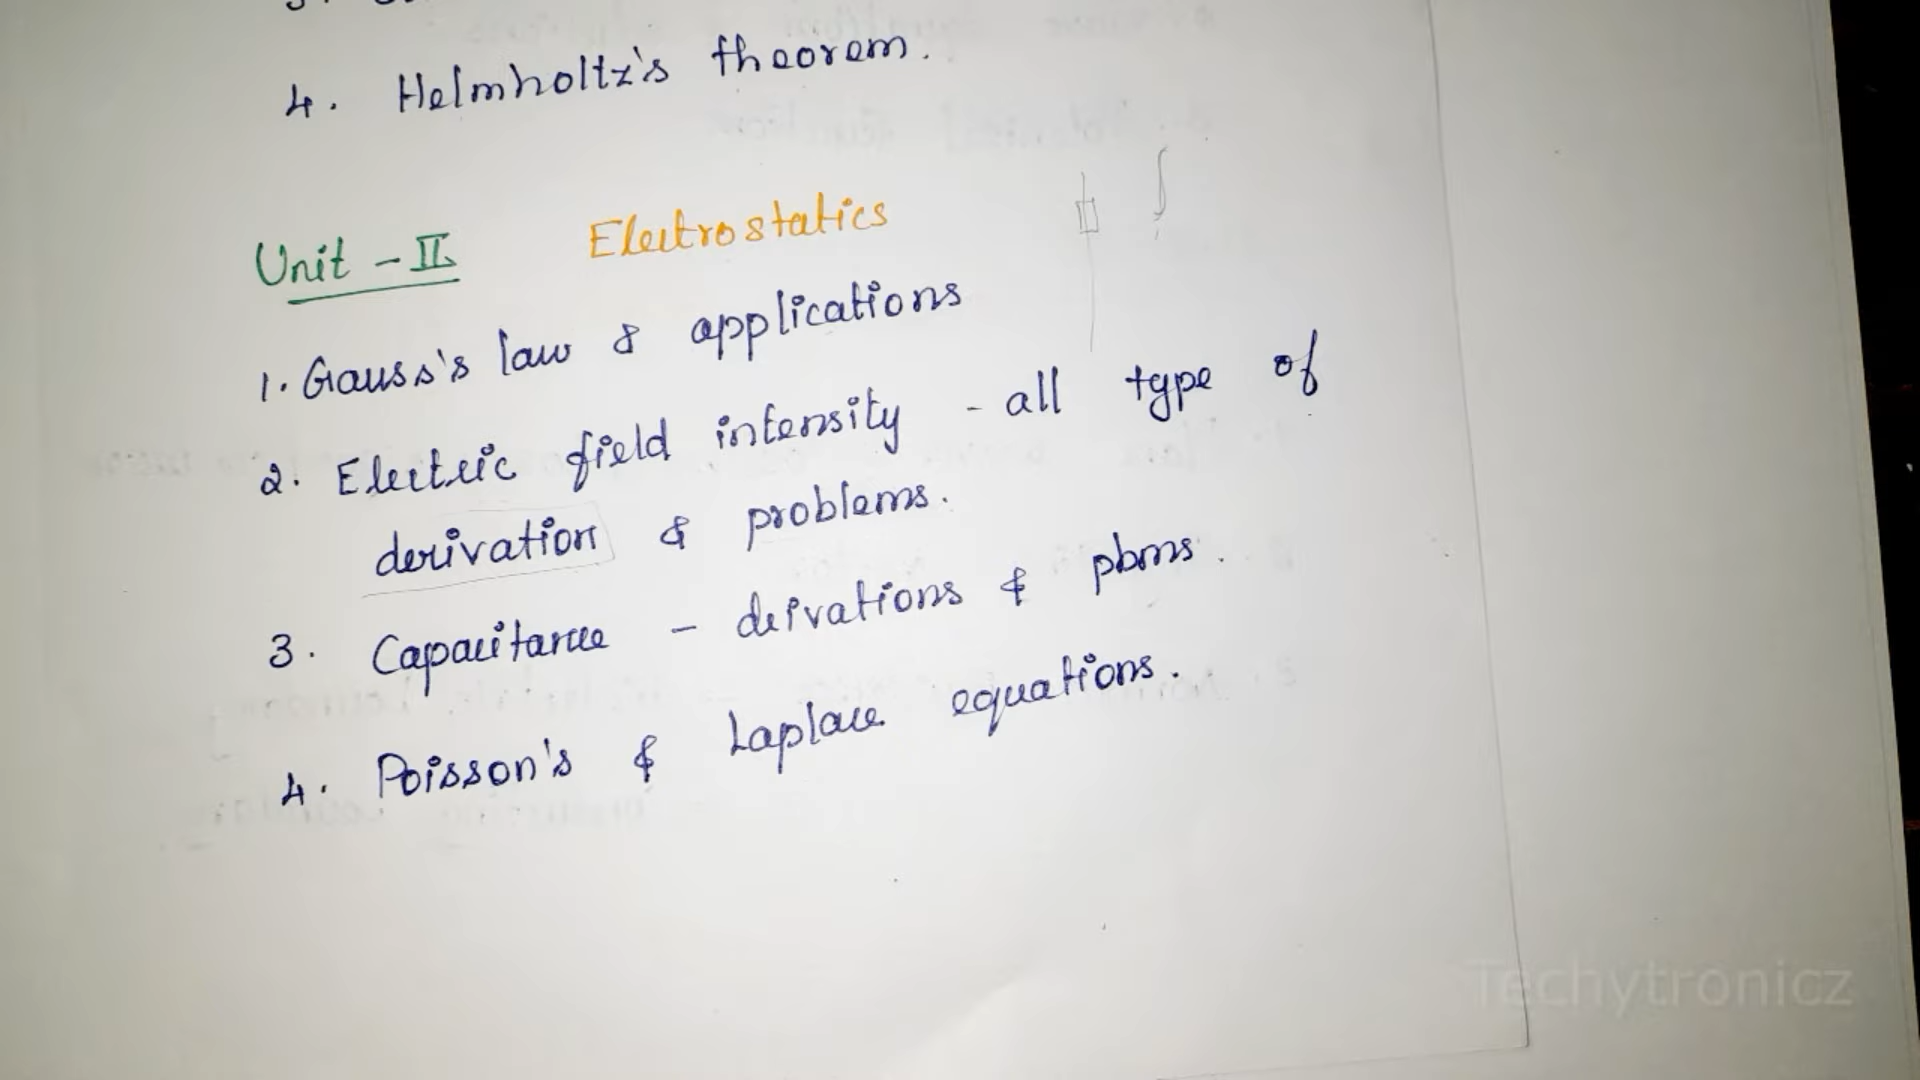 4. Helmholtz's theorem.
Unit - II Electrostatics
1. Gauss's law & applications
2. Electric field intensity - all type of
derivation & problems.
3. Capacitance - deivations & pbms.
4. Poisson's & Laplace equations.
Techytronicz